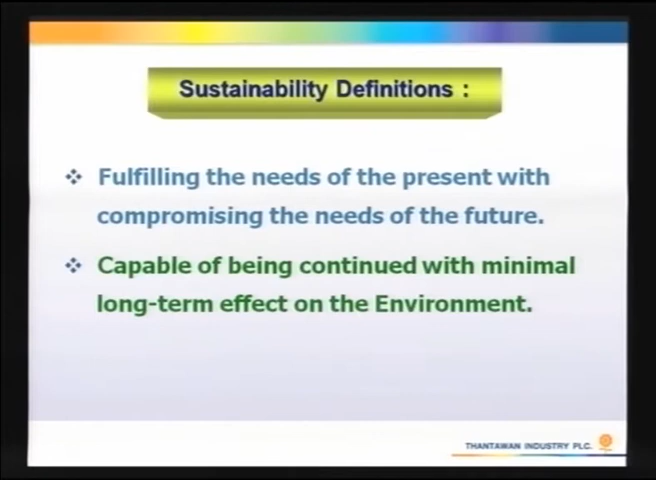 Sustainability Definitions :
Fulfilling the needs of the present with
compromising the needs of the future.
Capable of being continued with minimal
long-term effect on the Environment.
THANTAWAN INDUSTRY PLC.